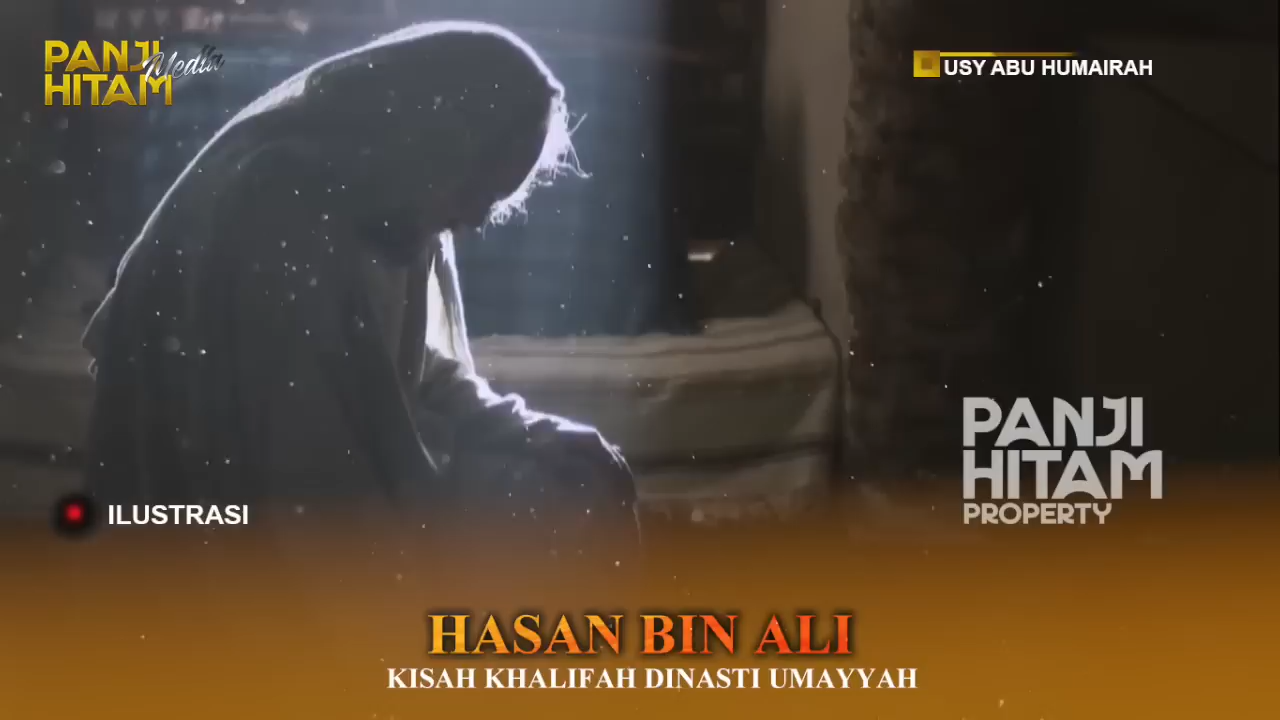 PANJI
HITAM
Media
USY ABU HUMAIRAH
PANJI
HITAM
PROPERTY
ILUSTRASI
HASAN BIN ALI
KISAH KHALIFAH DINASTI UMAYYAH